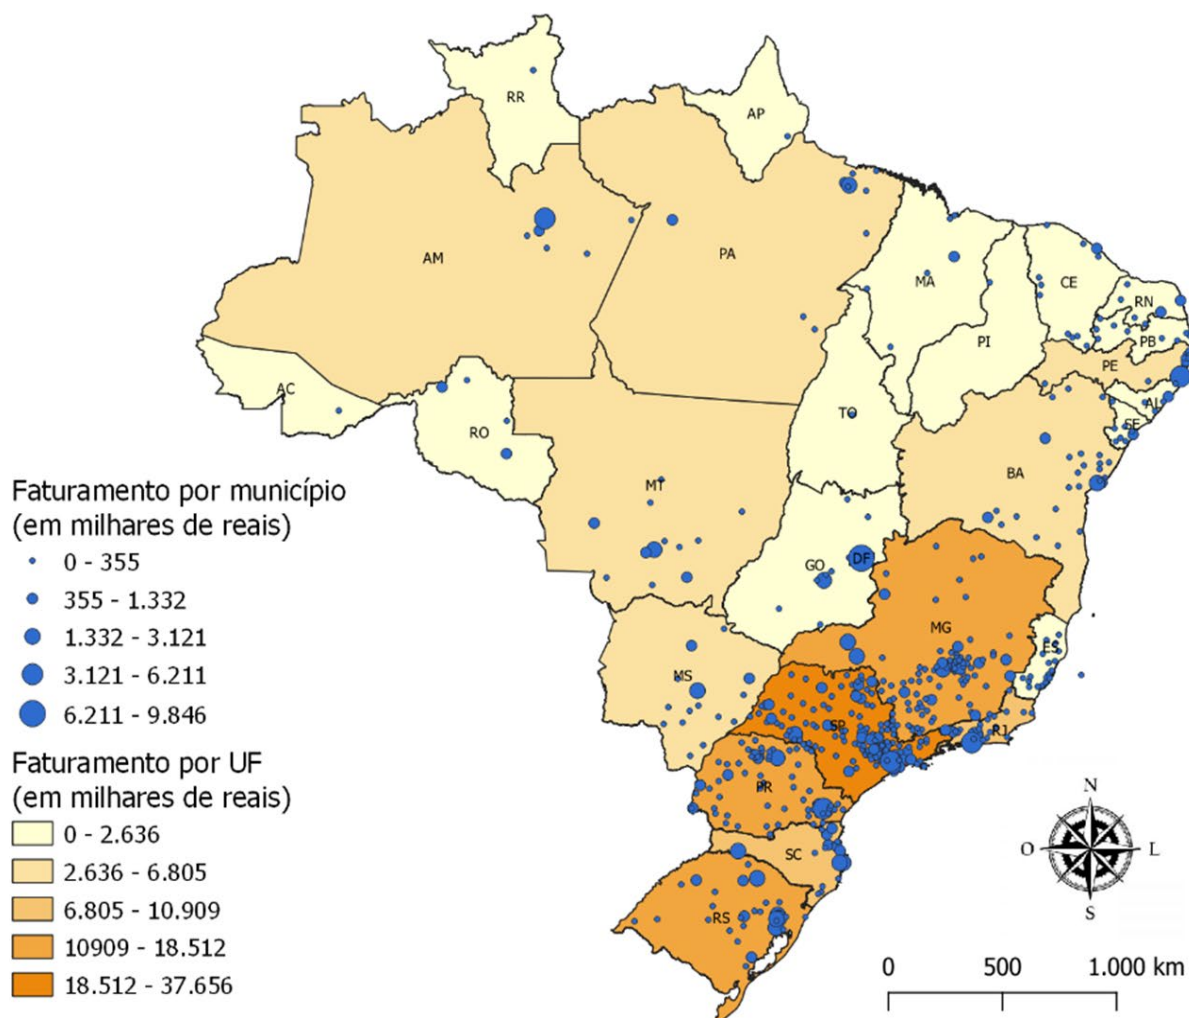 RR
AP
AM
PA
MA
CE
RN
PB
PI
PE
AC
AL
TO
SE
RO
BA
MT
Faturamento por município
(em milhares de reais)
0 - 355
355 - 1.332
1.332 - 3.121
3.121 - 6.211
6.211 - 9.846
DF
GO
MG
ES
MS
SP
RJ
Faturamento por UF
(em milhares de reais)
0 - 2.636
2.636 - 6.805
6.805 - 10.909
10909 - 18.512
18.512 - 37.656
PR
SC
RS
N
O L
S
0 500 1.000 km